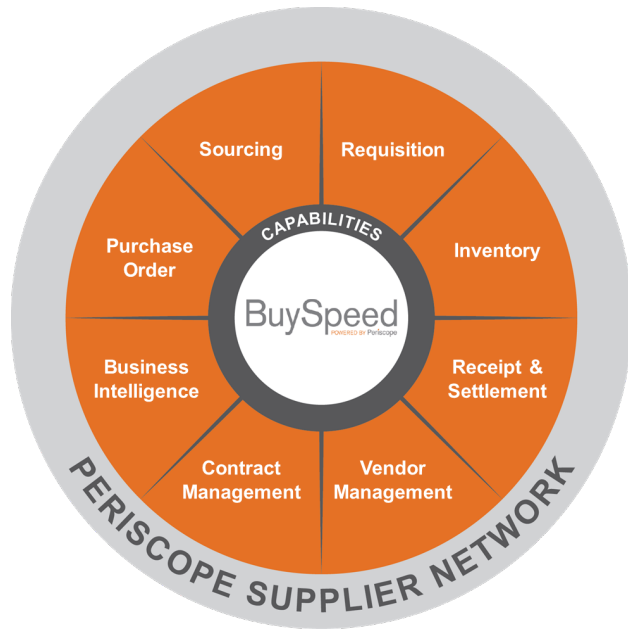 Sourcing
Requisition
Purchase
Order
CAPABILITIES
Inventory
BuySpeed
POWERED BY Periscope
Business
Intelligence
Receipt &
Settlement
Contract
Management
Vendor
Management
PERISCOPE SUPPLIER NETWORK